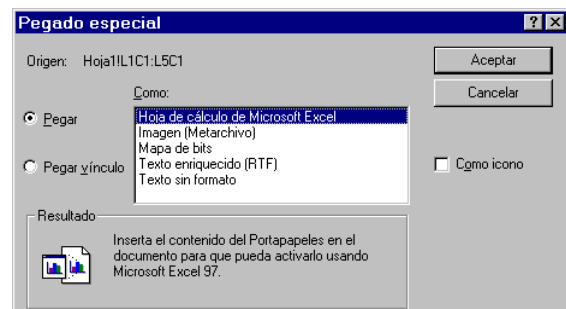 Pegado especial
Origen: Hoja1!L1C1:L5C1
Aceptar
Como:
Cancelar
Pegar
Hoja de cálculo de Microsoft Excel
Imagen (Metarchivo)
Mapa de bits
Pegar vínculo
Texto enriquecido (RTF)
Como icono
Texto sin formato
Resultado
Inserta el contenido del Portapapeles en el
documento para que pueda activarlo usando
Microsoft Excel 97.